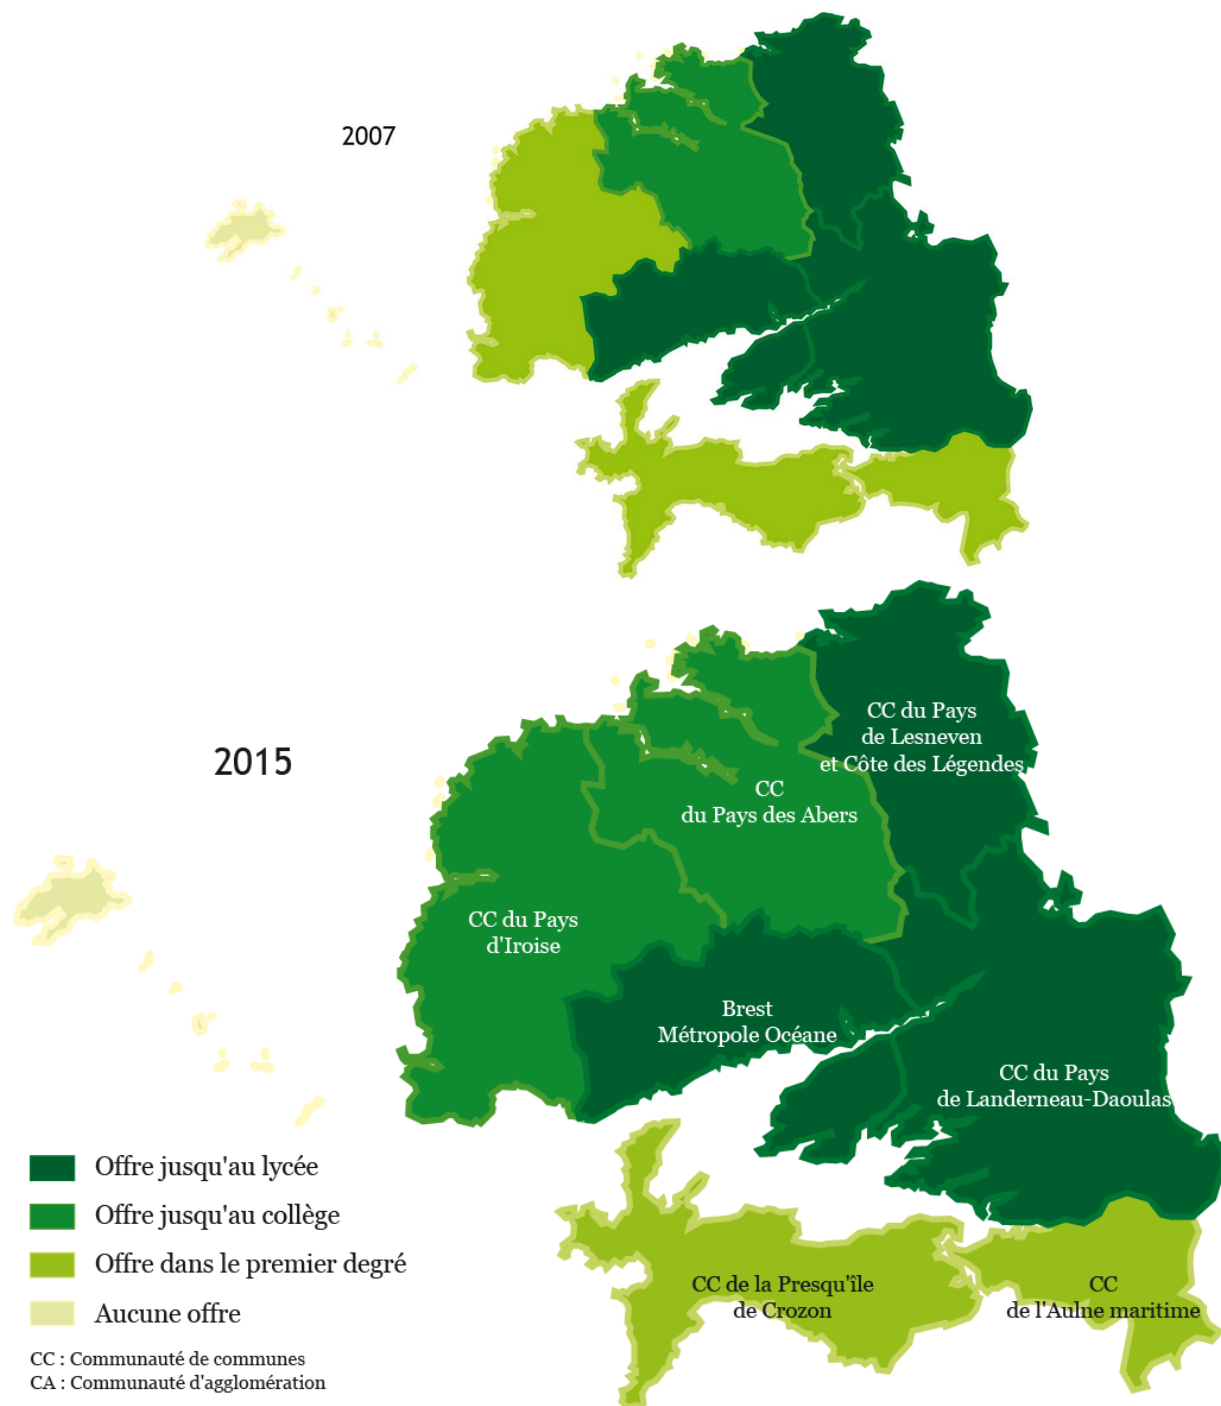 2007
2015
CC du Pays
de Lesneven
et Côte des Légendes
CC
du Pays des Abers
CC du Pays
d'Iroise
Brest
Métropole Océane
CC du Pays
de Landerneau-Daoulas
CC de la Presqu'île
de Crozon
CC
de l'Aulne maritime
Offre jusqu'au lycée
Offre jusqu'au collège
Offre dans le premier degré
Aucune offre
CC : Communauté de communes
CA : Communauté d'agglomération